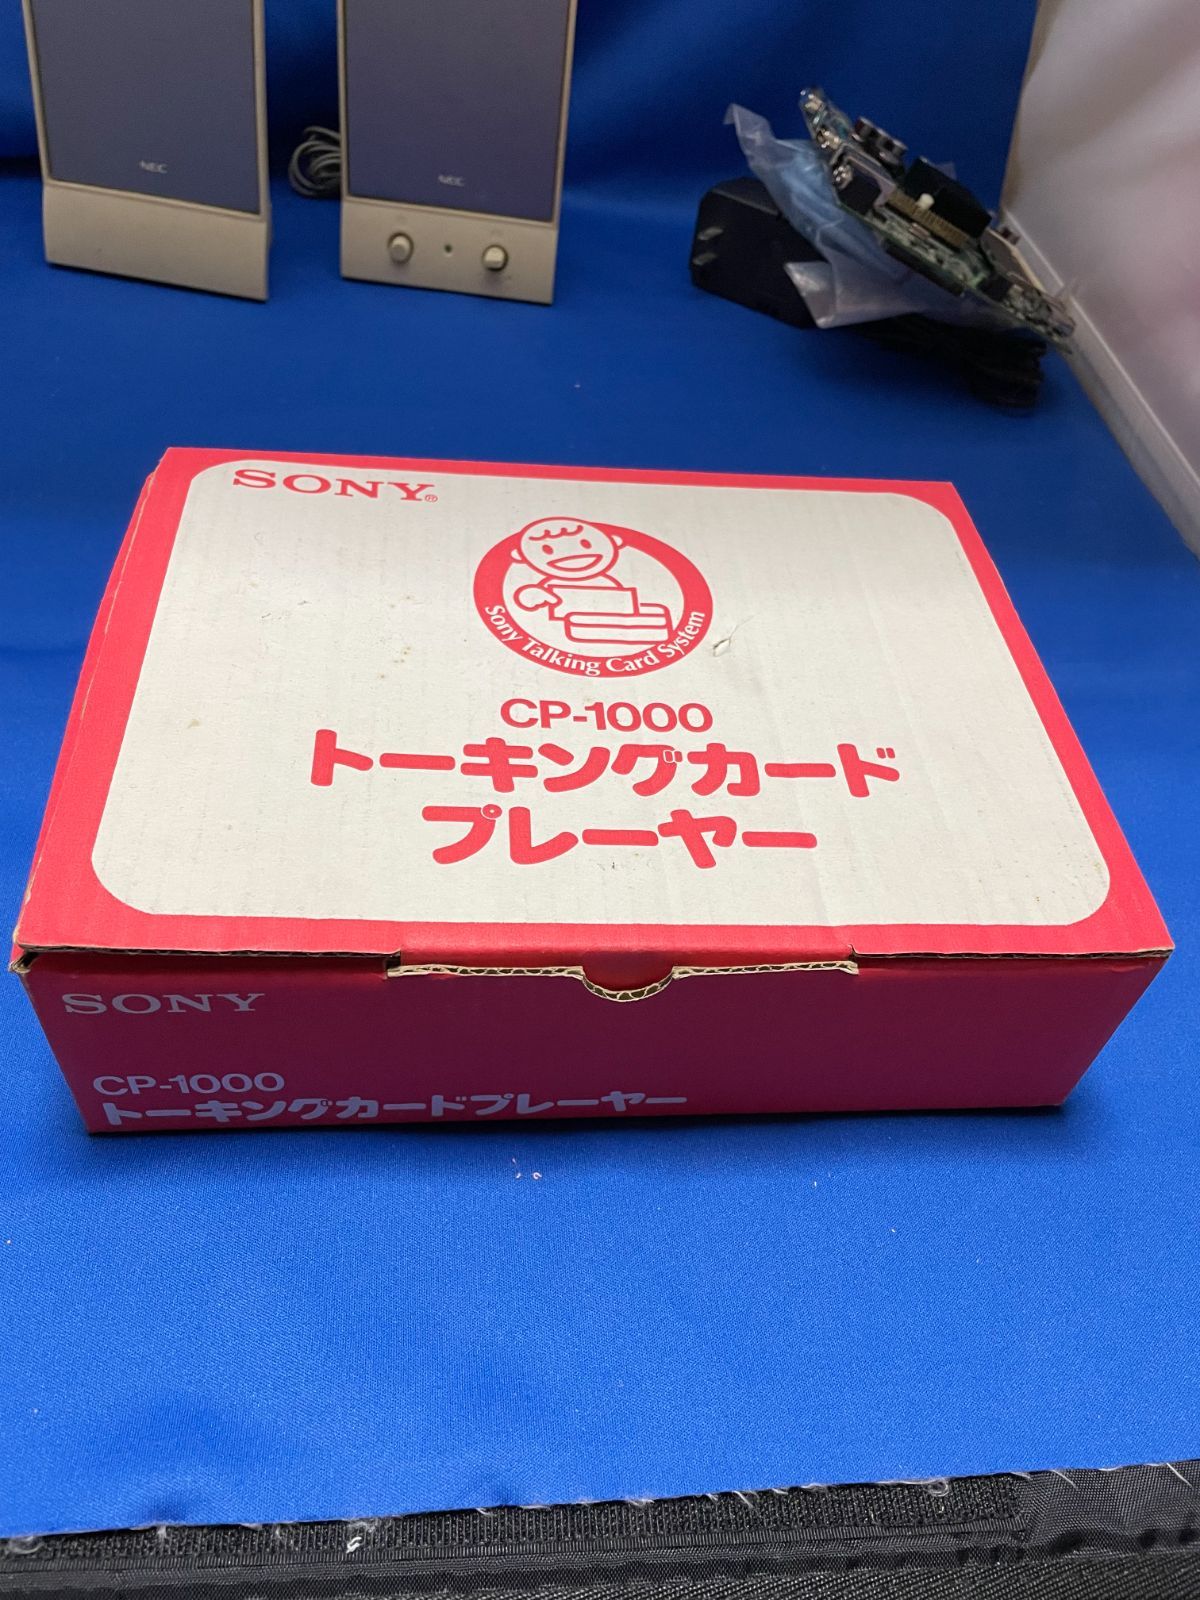 NEC
NEC
SONY®
Sony Talking Card System
CP-1000
トーキングカード
プレーヤー
SONY
CP-1000
トーキングカードプレーヤー